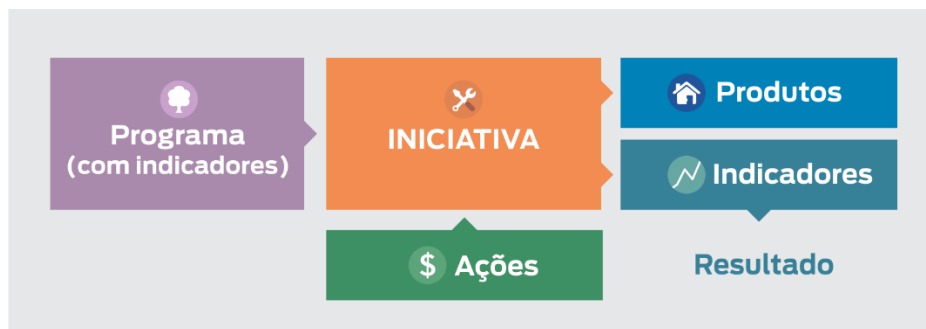 Programa
(com indicadores)
INICIATIVA
Produtos
Indicadores
$ Ações
Resultado